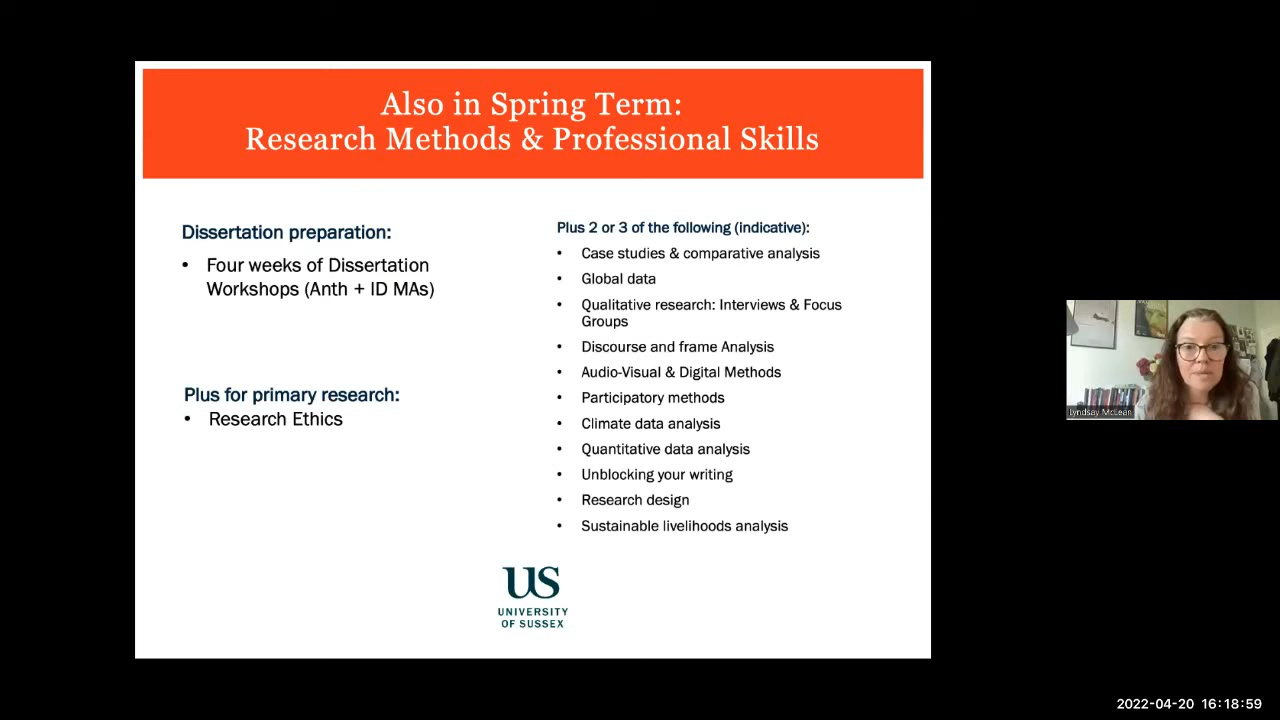 Also in Spring Term:
Research Methods & Professional Skills
Dissertation preparation:
• Four weeks of Dissertation
Workshops (Anth + ID MAs)
Plus for primary research:
• Research Ethics
Plus 2 or 3 of the following (indicative):
• Case studies & comparative analysis
• Global data
• Qualitative research: Interviews & Focus
Groups
• Discourse and frame Analysis
• Audio-Visual & Digital Methods
• Participatory methods
• Climate data analysis
• Quantitative data analysis
• Unblocking your writing
• Research design
• Sustainable livelihoods analysis
US
UNIVERSITY
OF SUSSEX
Lyndsay McLean
2022-04-20 16:18:59